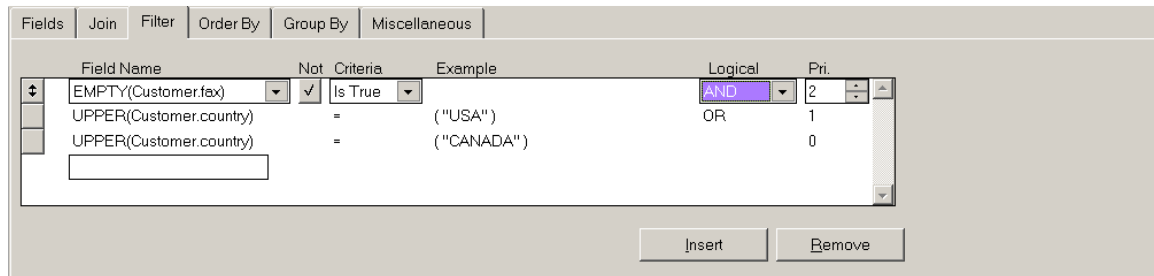 Fields Join Filter Order By Group By Miscellaneous
Field Name Not Criteria Example Logical Pri.
EMPTY(Customer.fax) √ Is True AND 2
UPPER(Customer.country) = ("USA") OR 1
UPPER(Customer.country) = ("CANADA") 0
Insert Remove